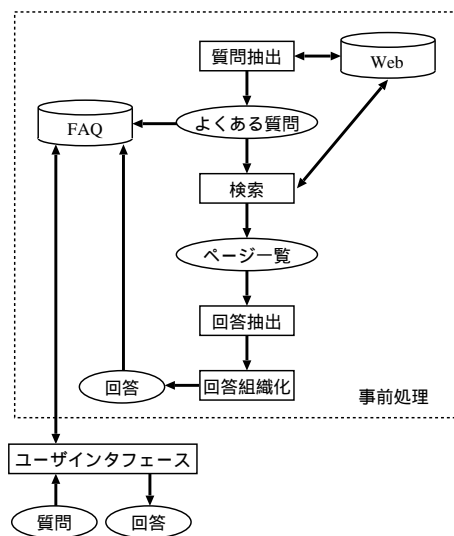 質問抽出
Web
FAQ
よくある質問
検索
ページ一覧
回答抽出
回答
回答組織化
事前処理
ユーザインタフェース
質問
回答